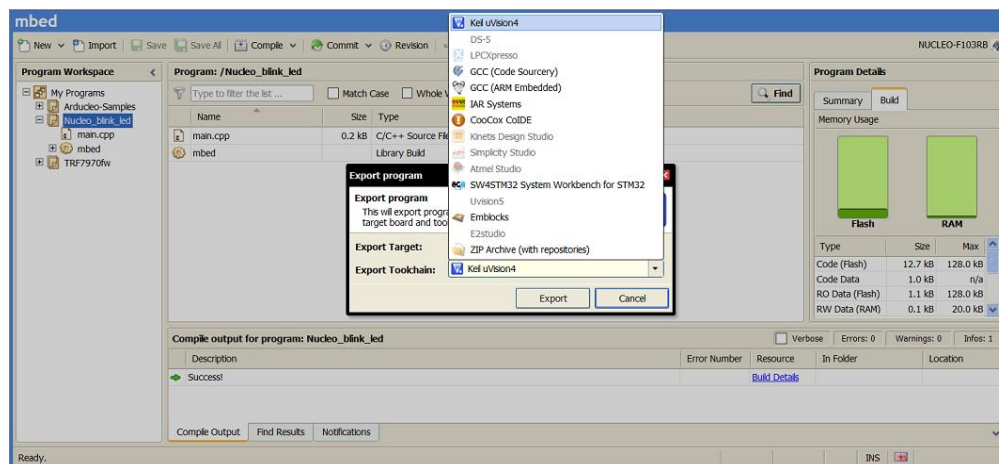 mbed
New Import Save Save All Compile Commit Revision NUCLEO-F103RB
Program Workspace <
My Programs
Arducleo-Samples
Nucleo_blink_led
main.cpp
mbed
TRF7970fw
Program: /Nucleo_blink_led
Type to filter the list ... Match Case Whole Find
Name Size Type
main.cpp 0.2 kB C/C++ Source File
mbed Library Build
Keil uVision4
DS-5
LPCXpresso
GCC (Code Sourcery)
GCC (ARM Embedded)
IAR Systems
CooCox CoIDE
Kinetis Design Studio
Simplicity Studio
Atmel Studio
SW4STM32 System Workbench for STM32
Uvision5
Emblocks
E2studio
ZIP Archive (with repositories)
Export program
Export program
This will export
target board and
Export Target:
Export Toolchain: Keil uVision4
Export Cancel
Program Details
Summary Build
Memory Usage
Flash RAM
Type Size Max
Code (Flash) 12.7 kB 128.0 kB
Code Data 1.0 kB n/a
RO Data (Flash) 1.1 kB 128.0 kB
RW Data (RAM) 0.1 kB 20.0 kB
Compile output for program: Nucleo_blink_led Verbose Errors: 0 Warnings: 0 Infos: 1
Description Error Number Resource In Folder Location
Success! Build Details
Compile Output Find Results Notifications
Ready. INS